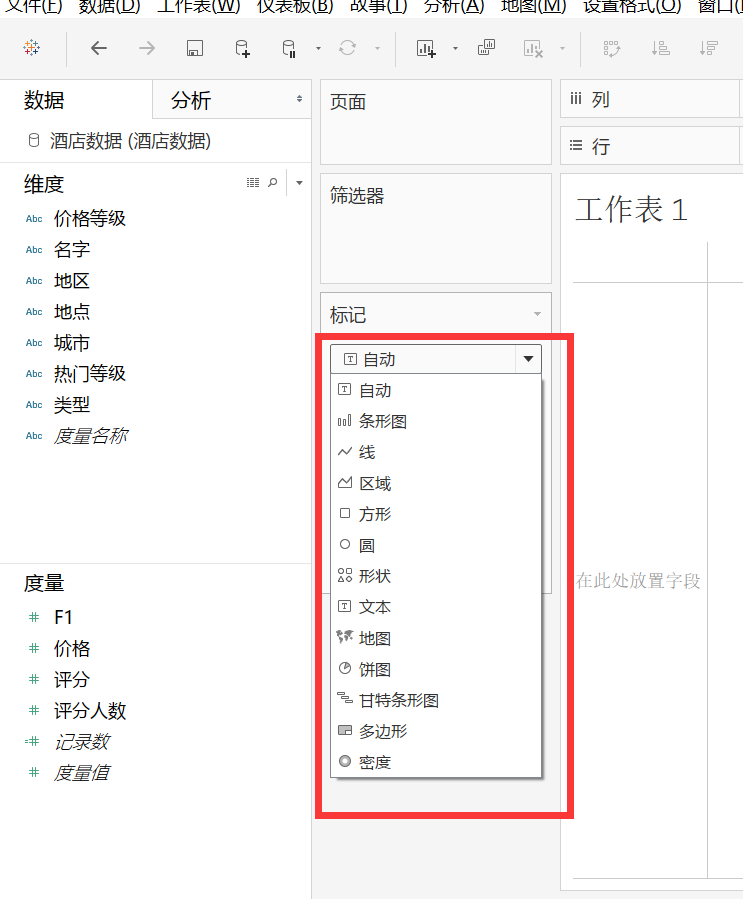 文件(F) 数据(D) 工作表(W) 仪表板(B) 故事(T) 分析(A) 地图(M) 设置格式(O) 窗口(
数据
分析
酒店数据 (酒店数据)
维度
Abc 价格等级
Abc 名字
Abc 地区
Abc 地点
Abc 城市
Abc 热门等级
Abc 类型
Abc 度量名称
度量
# F1
# 价格
# 评分
# 评分人数
=# 记录数
# 度量值
页面
筛选器
标记
自动
自动
条形图
线
区域
方形
圆
形状
文本
地图
饼图
甘特条形图
多边形
密度
列
行
工作表 1
在此处放置字段